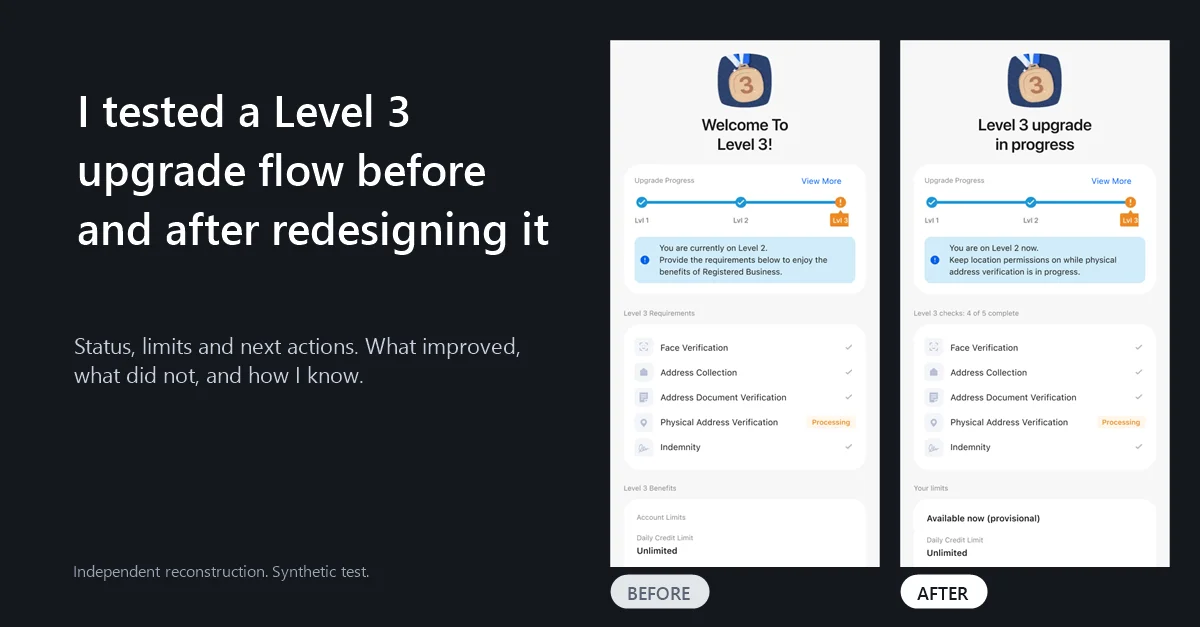 I tested a Level 3
upgrade flow before
and after redesigning it
Status, limits and next actions. What improved,
what did not, and how I know.
Independent reconstruction. Synthetic test.
3
Welcome To
Level 3!
Upgrade Progress
View More
Lvl 1
Lvl 2
Lvl 3
You are currently on Level 2.
Provide the requirements below to enjoy the
benefits of Registered Business.
Level 3 Requirements
Face Verification
Address Collection
Address Document Verification
Physical Address Verification
Processing
Indemnity
Level 3 Benefits
Account Limits
Daily Credit Limit
Unlimited
BEFORE
3
Level 3 upgrade
in progress
Upgrade Progress
View More
Lvl 1
Lvl 2
Lvl 3
You are on Level 2 now.
Keep location permissions on while physical
address verification is in progress.
Level 3 checks: 4 of 5 complete
Face Verification
Address Collection
Address Document Verification
Physical Address Verification
Processing
Indemnity
Your limits
Available now (provisional)
Daily Credit Limit
Unlimited
AFTER